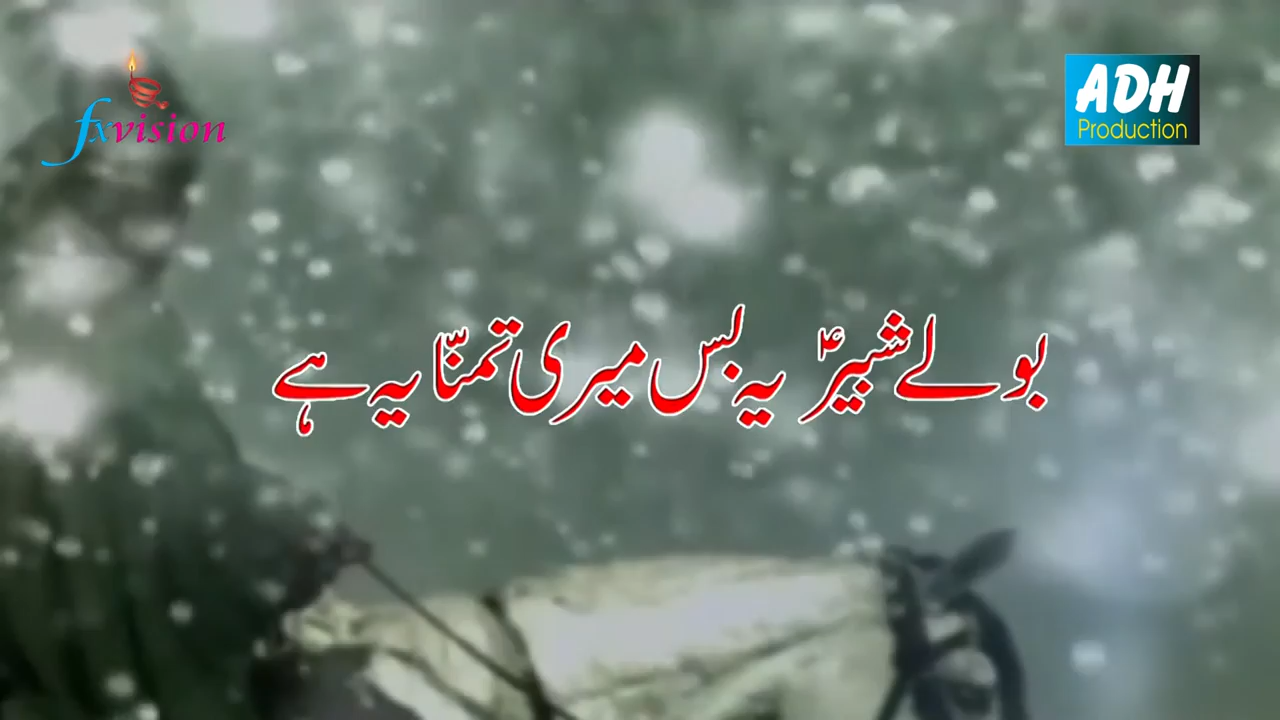 fxvision
ADH
Production
بولے شبیرؑ یہ بس میری تمنّا یہ ہے